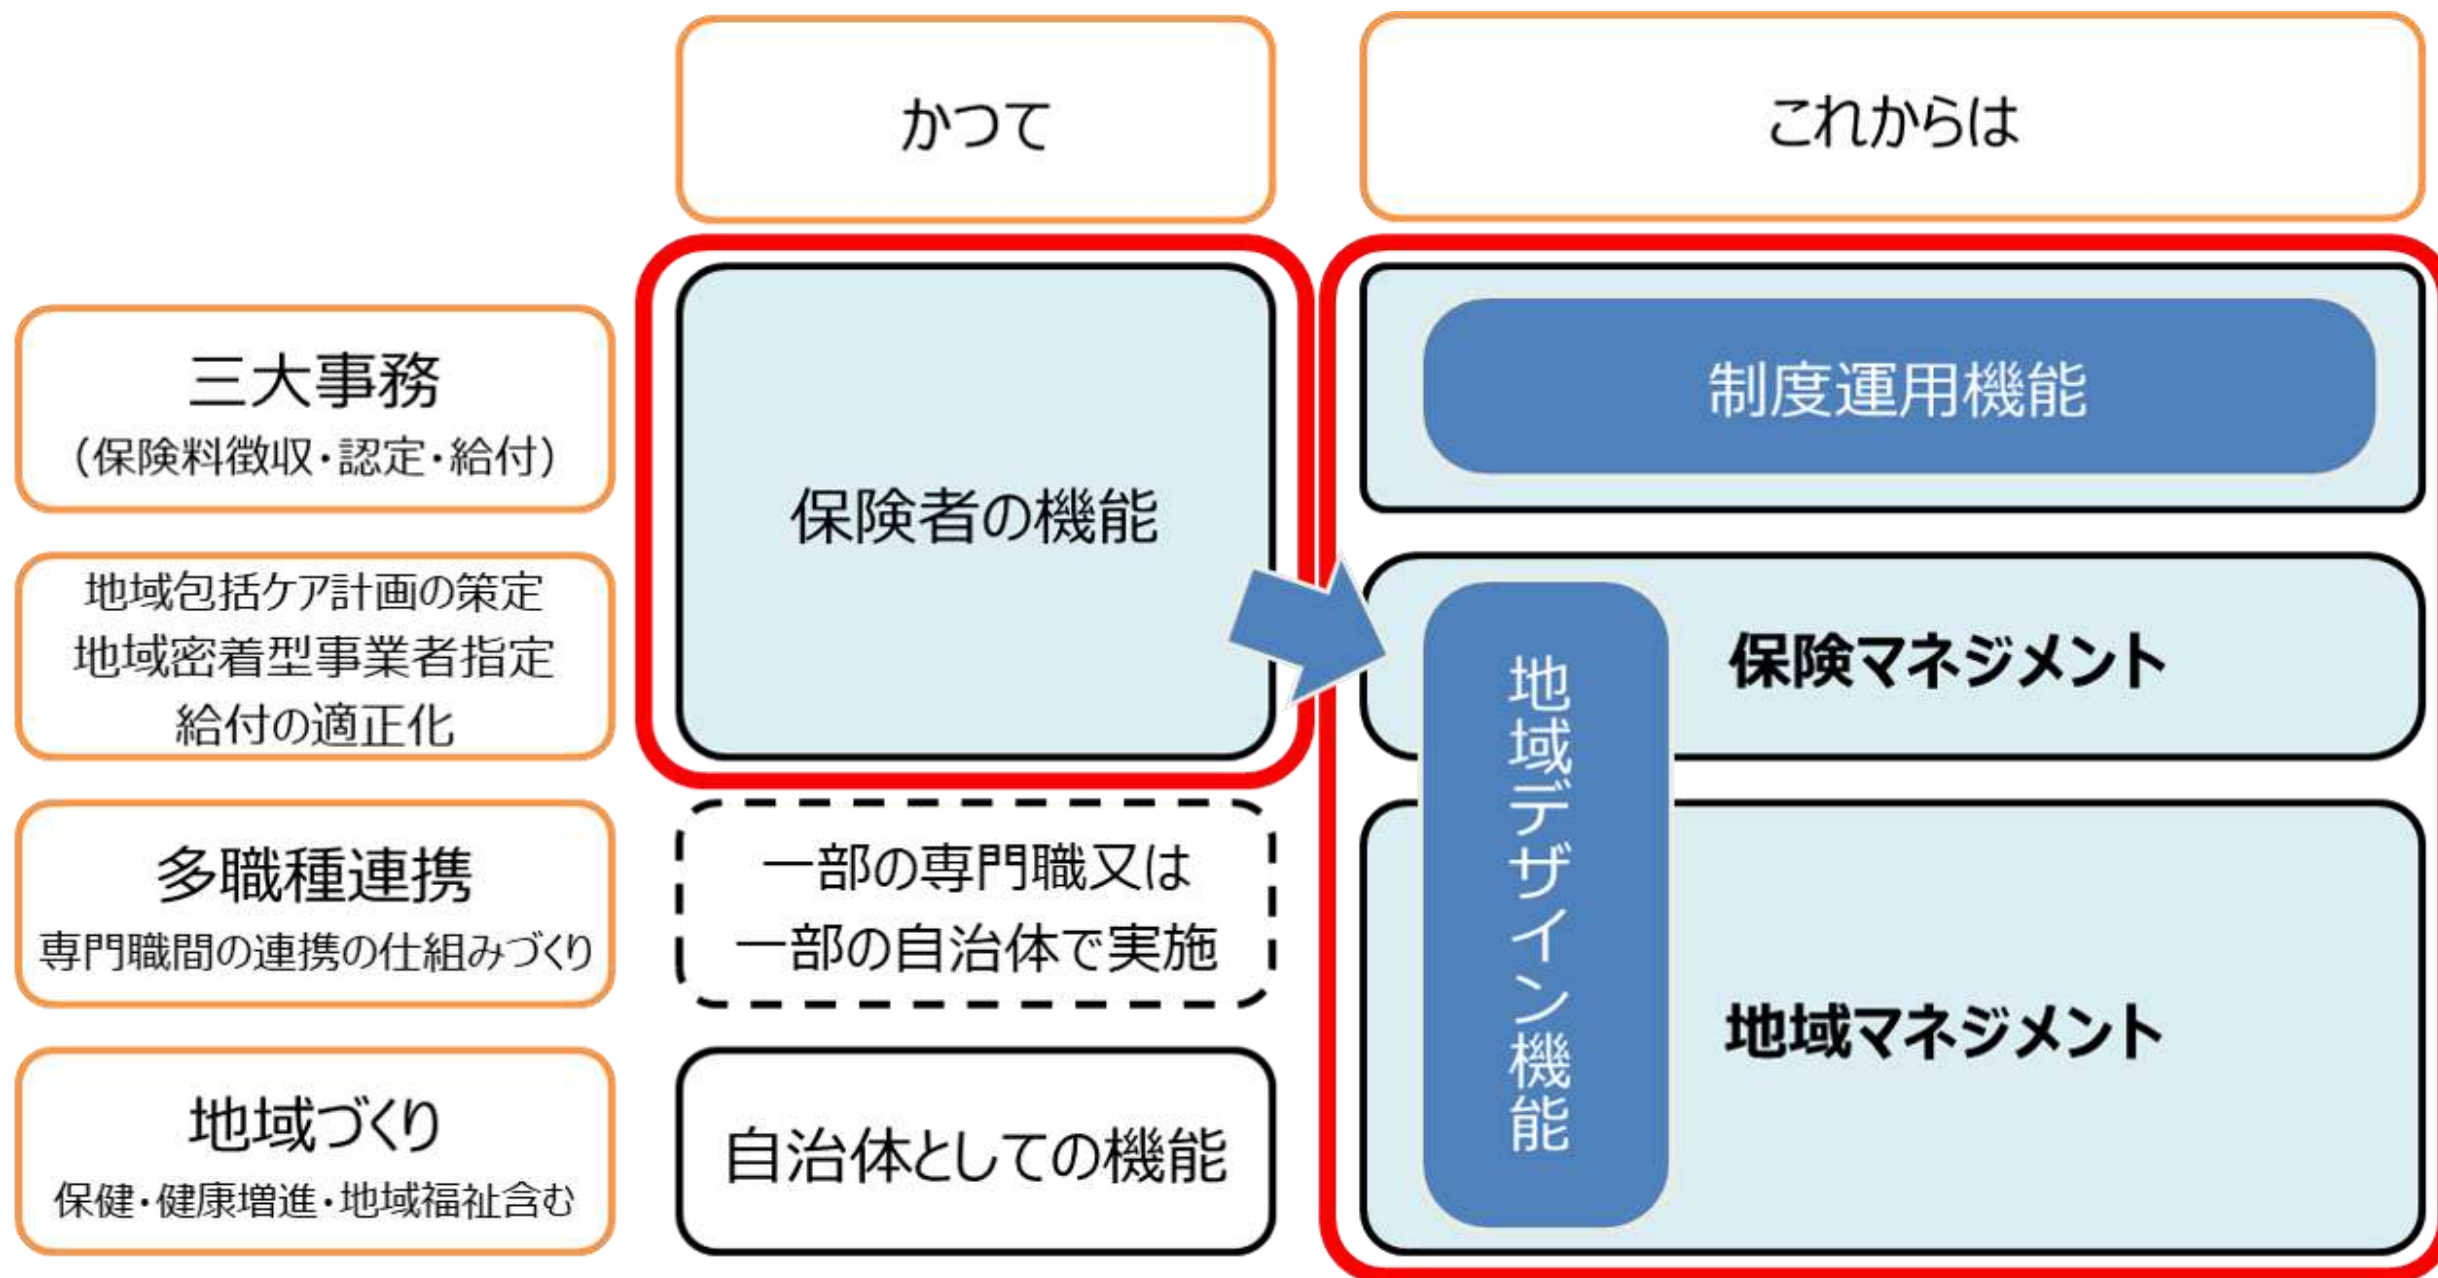 かつて
これからは
三大事務
（保険料徴収・認定・給付）
保険者の機能
制度運用機能
地域包括ケア計画の策定
地域密着型事業者指定
給付の適正化
保険マネジメント
地域デザイン機能
多職種連携
専門職間の連携の仕組みづくり
一部の専門職又は
一部の自治体で実施
地域マネジメント
地域づくり
保健・健康増進・地域福祉含む
自治体としての機能